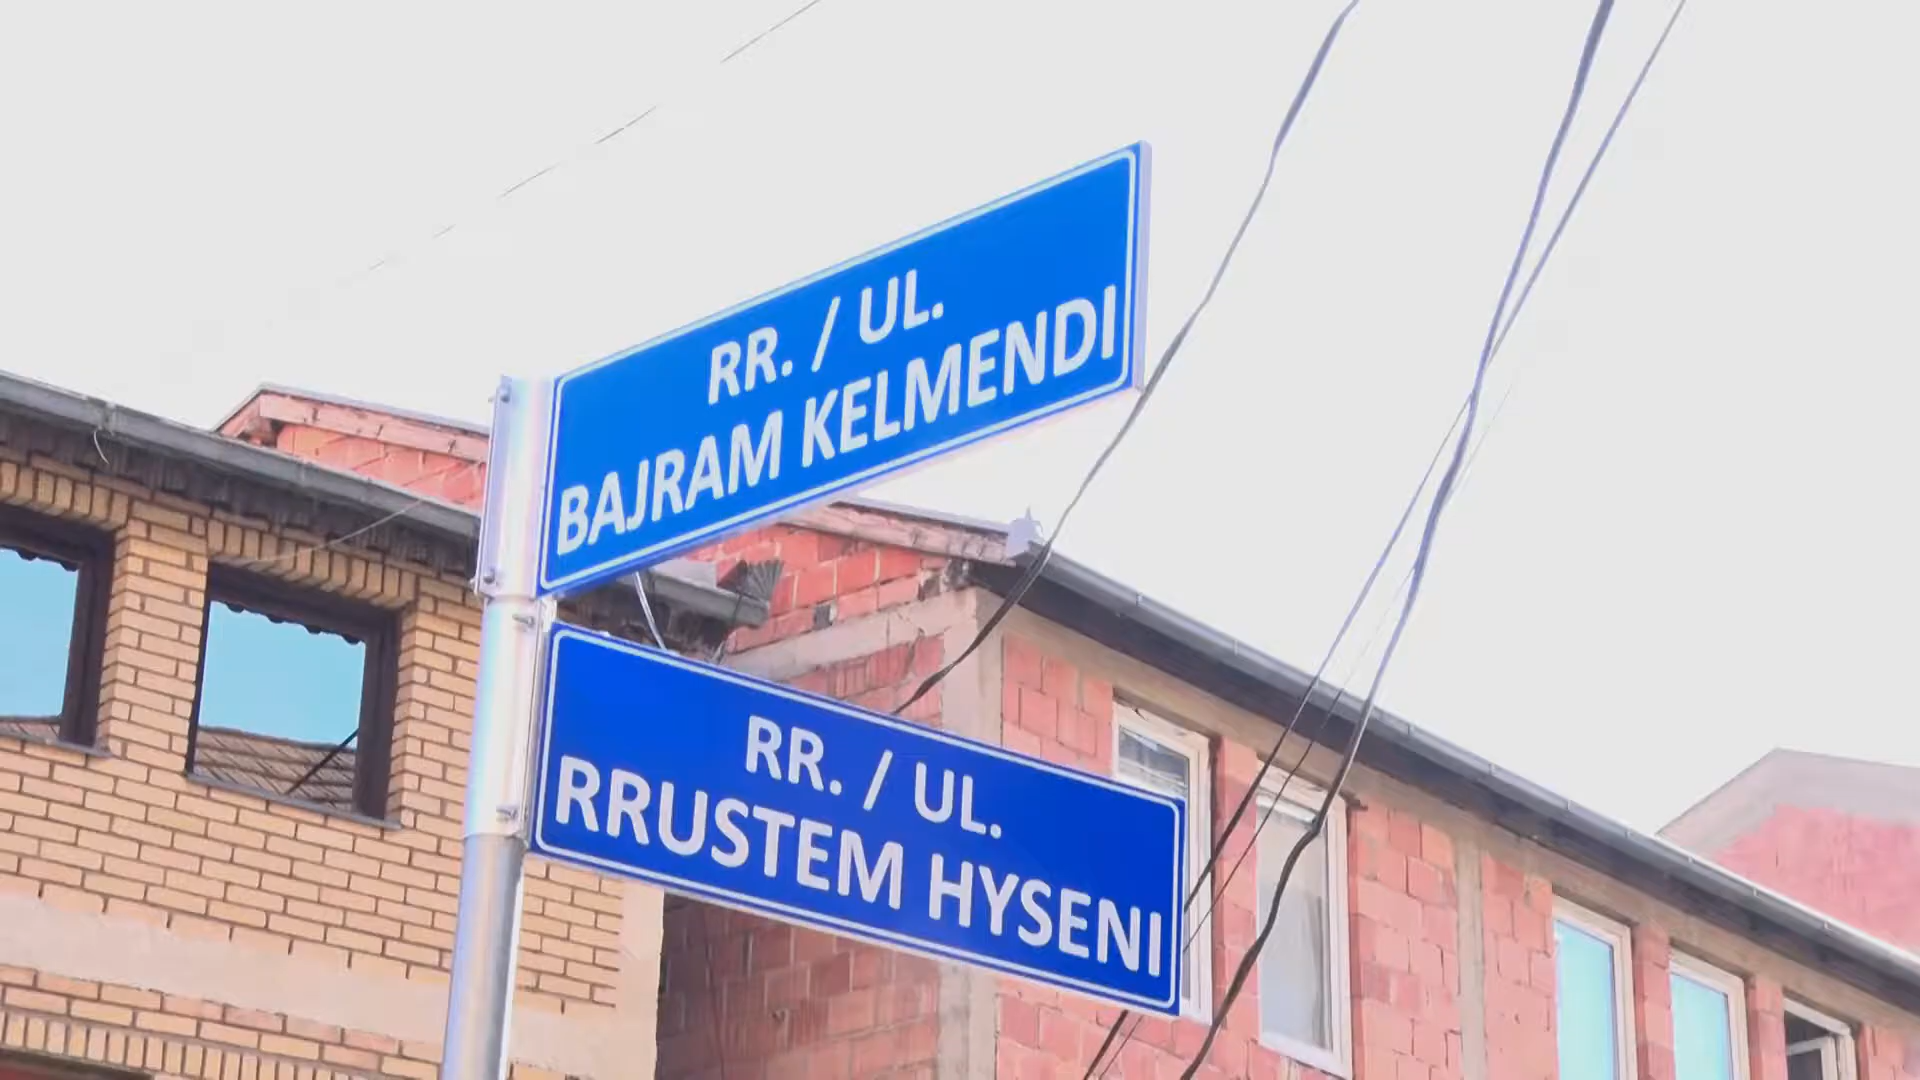 RR. / UL.
BAJRAM KELMENDI
RR. / UL.
RRUSTEM HYSENI